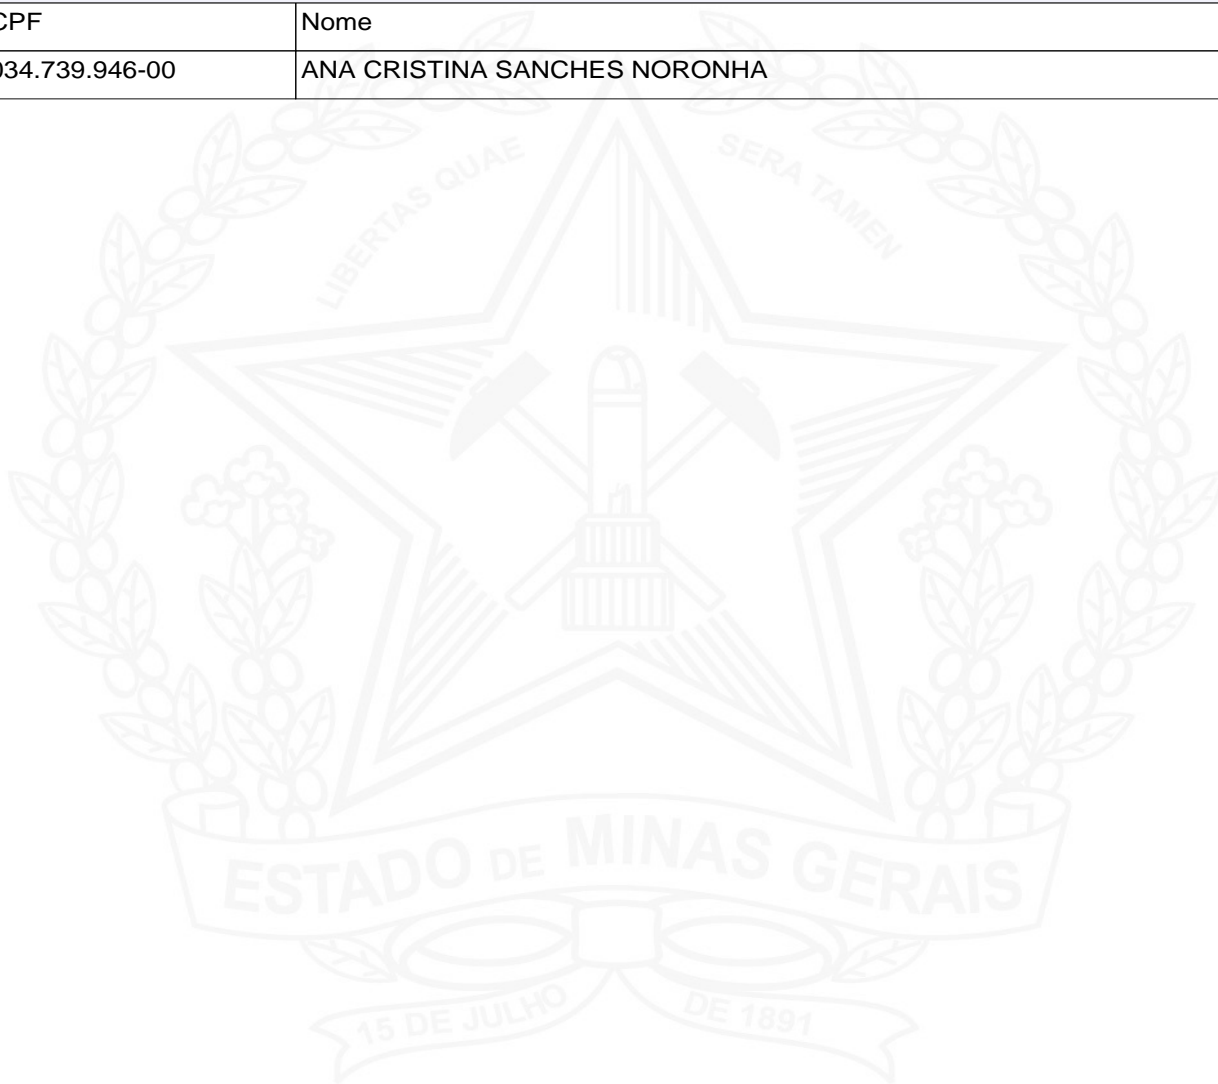 CPF Nome
034.739.946-00 ANA CRISTINA SANCHES NORONHA
LIBERTAS QUAE SERA TAMEN
ESTADO DE MINAS GERAIS
15 DE JULHO DE 1891